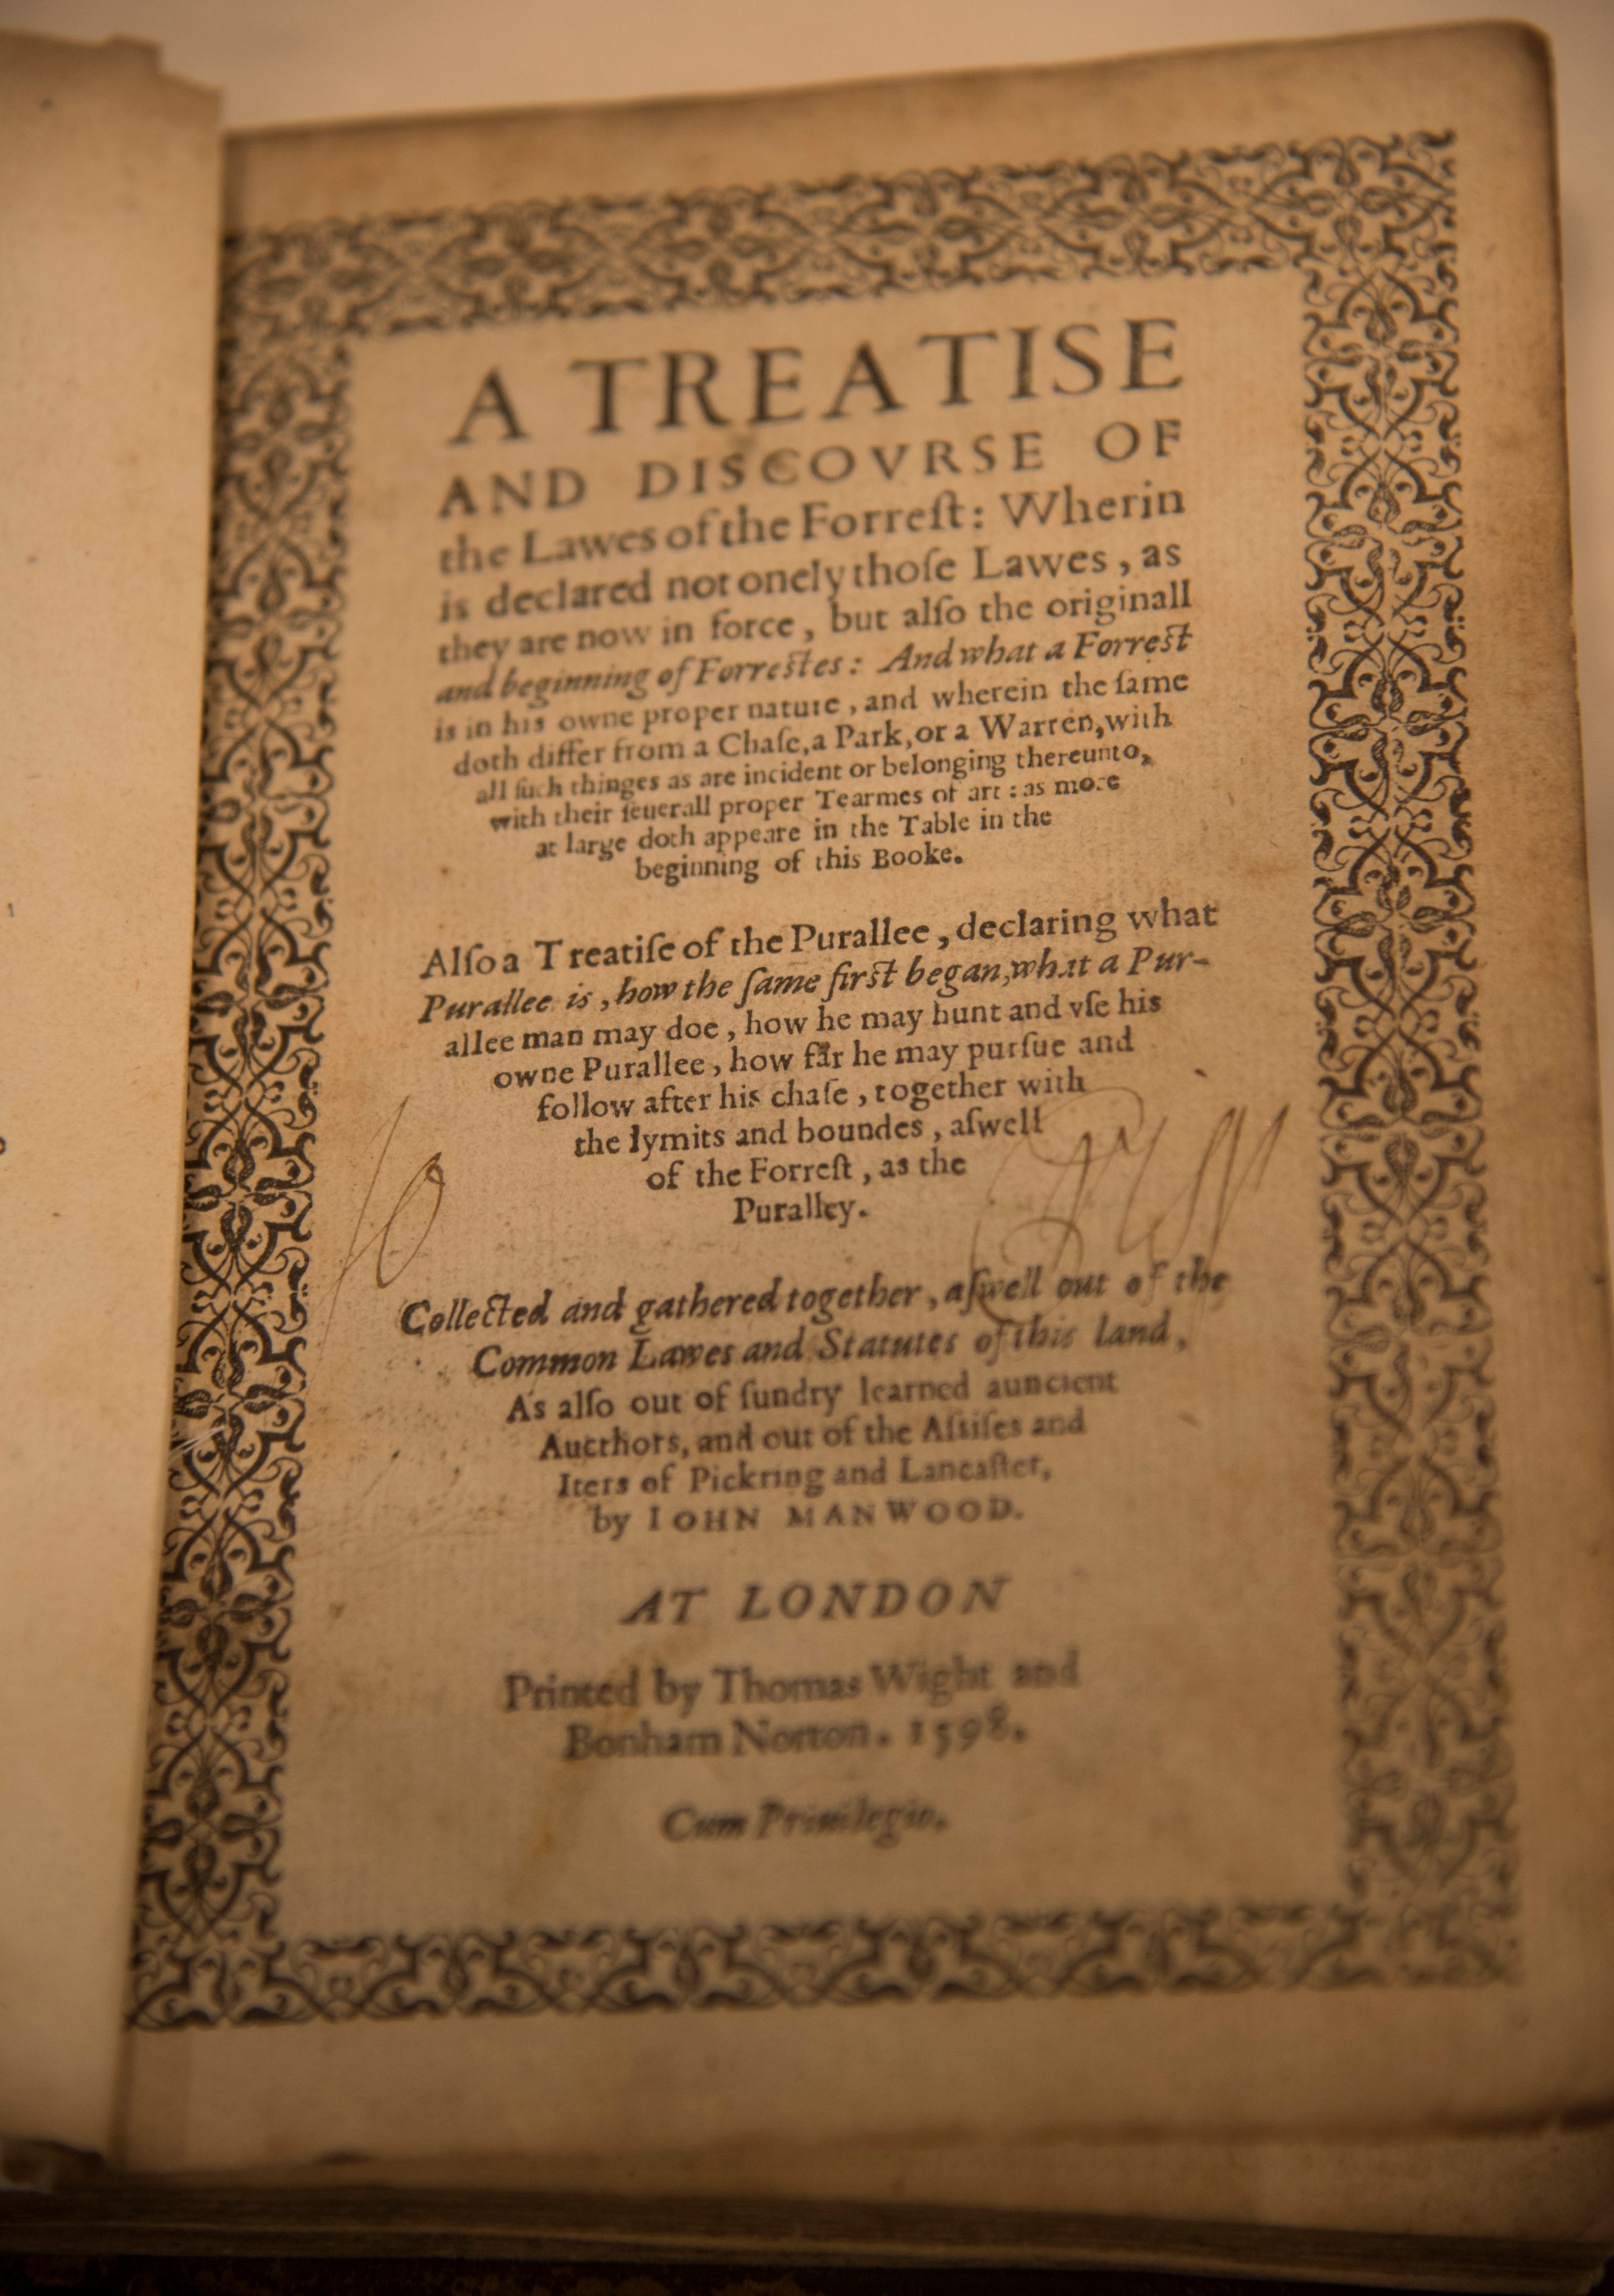 A TREATISE
AND DISCOVRSE OF
the Lawes of the Forreſt: Wherin
is declared not onely thoſe Lawes, as
they are now in force, but alſo the originall
and beginning of Forreſtes: And what a Forreſt
is in his owne proper nature, and wherein the ſame
doth differ from a Chaſe, a Park, or a Warren, with
all ſuch thinges as are incident or belonging thereunto,
with their ſeuerall proper Tearmes of art: as more
at large doth appeare in the Table in the
beginning of this Booke.
Alſo a Treatiſe of the Purallee, declaring what
Purallee is, how the ſame firſt began, what a Pur-
allee man may doe, how he may hunt and vſe his
owne Purallee, how far he may purſue and
follow after his chaſe, together with
the lymits and boundes, aſwell
of the Forreſt, as the
Puralley.
Collected and gathered together, aſwell out of the
Common Lawes and Statutes of this land,
As alſo out of ſundry learned auncient
Aucthors, and out of the Aſsiſes and
Iters of Pickring and Lancaſter,
by IOHN MANWOOD.
AT LONDON
Printed by Thomas Wight and
Bonham Norton. 1598.
Cum Priuilegio.